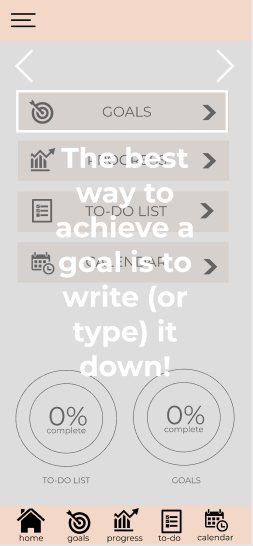 GOALS
PROGRESS
TO-DO LIST
CALENDAR
The best
way to
achieve a
goal is to
write (or
type) it
down!
0%
complete
0%
complete
TO-DO LIST
GOALS
home goals progress to-do calendar